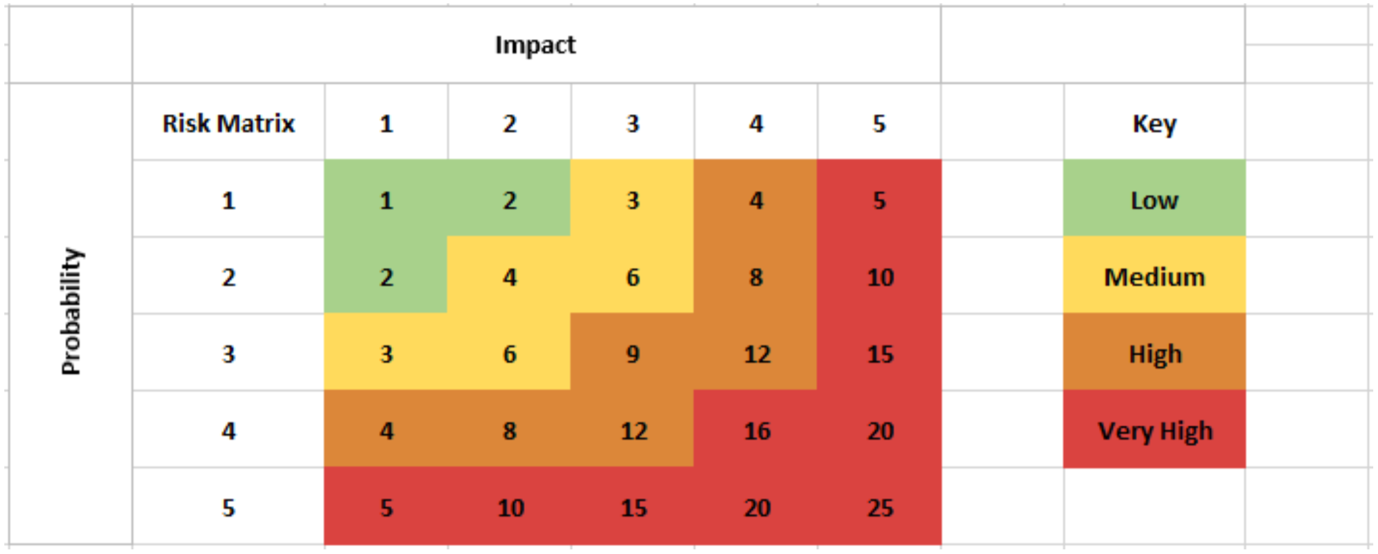 Impact
Risk Matrix 1 2 3 4 5 Key
1 1 2 3 4 5 Low
2 2 4 6 8 10 Medium
Probability
3 3 6 9 12 15 High
4 4 8 12 16 20 Very High
5 5 10 15 20 25